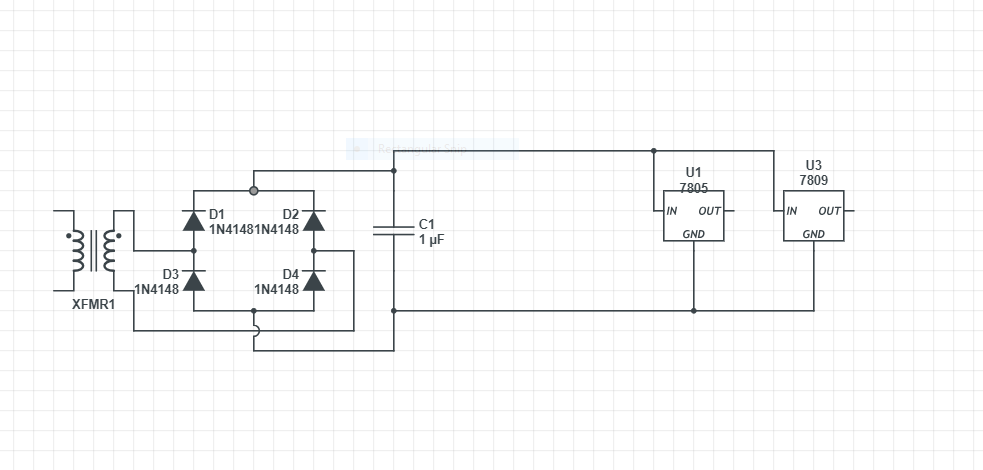 Rectangular Snip
U1
7805
IN
OUT
GND
U3
7809
IN
OUT
GND
D1
1N4148
D2
1N4148
C1
1 µF
D3
1N4148
D4
1N4148
XFMR1